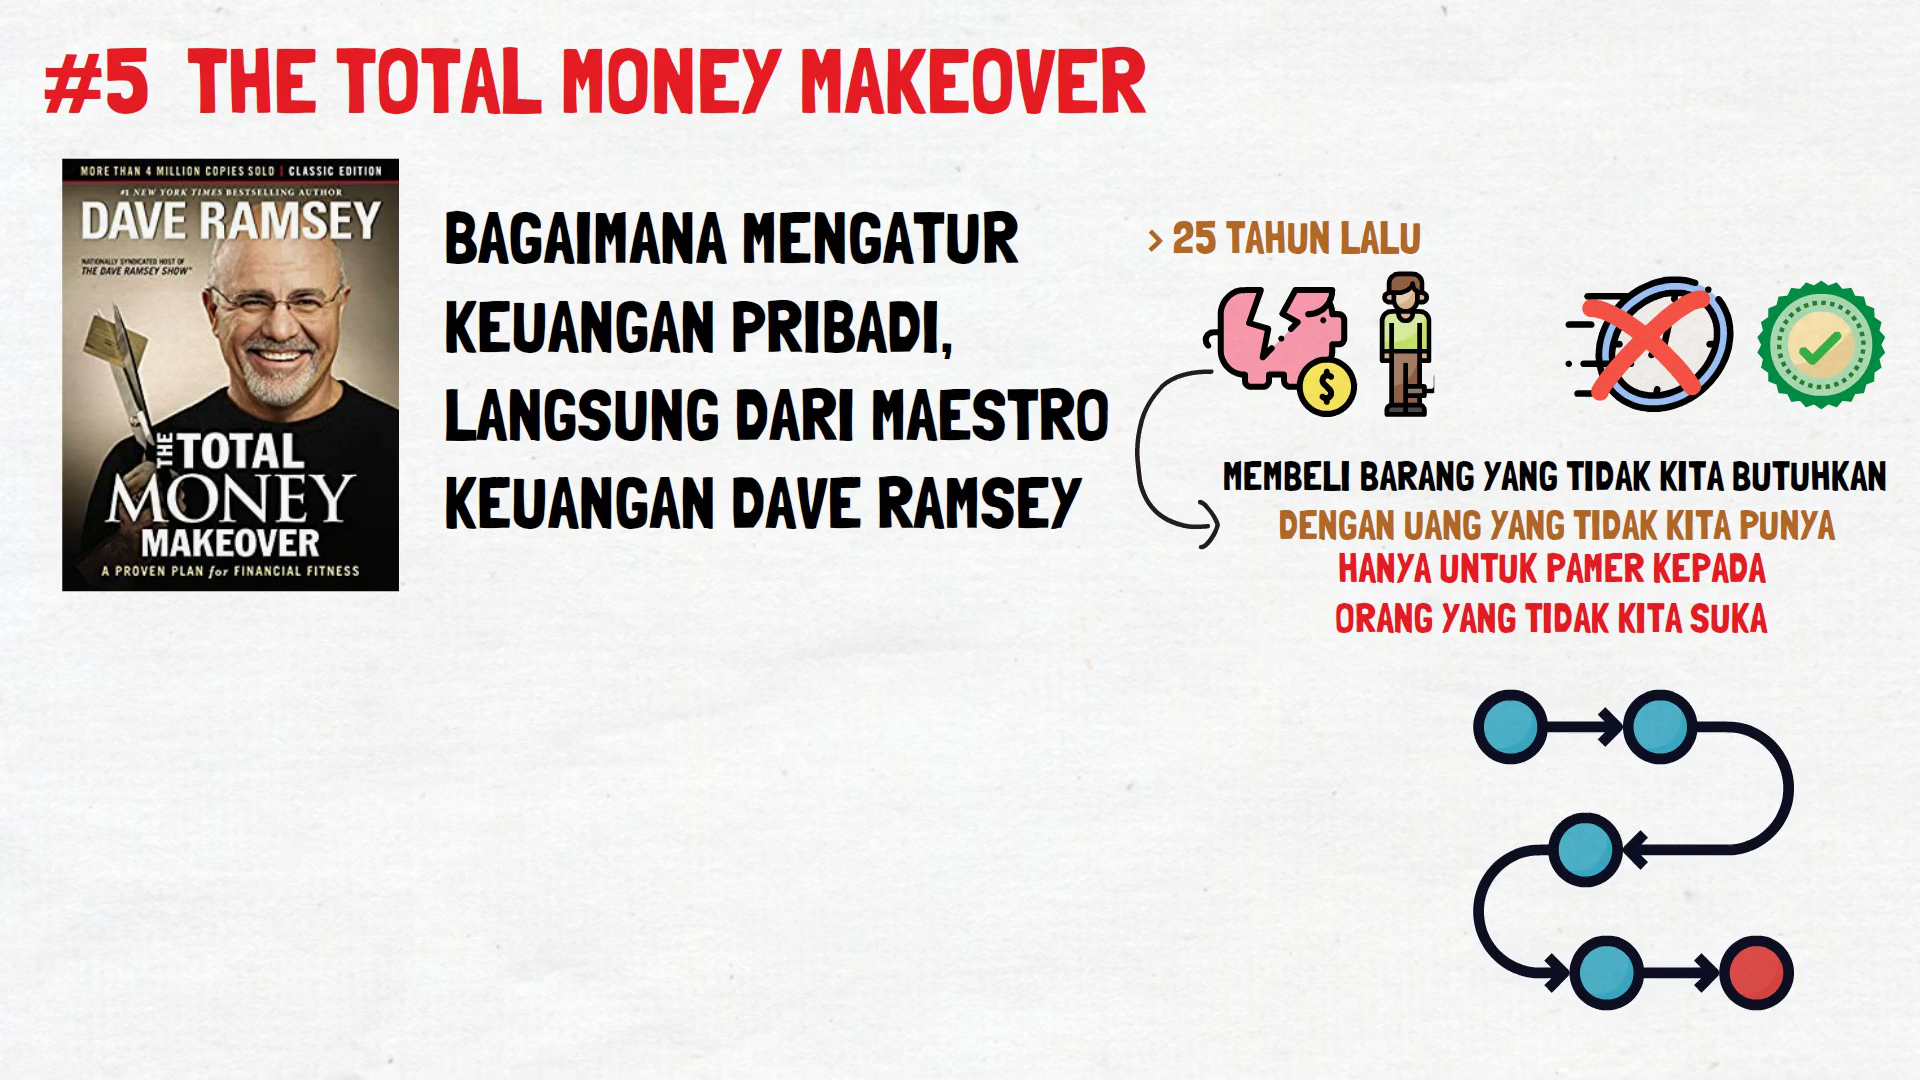 #5 THE TOTAL MONEY MAKEOVER
MORE THAN 4 MILLION COPIES SOLD | CLASSIC EDITION
#1 NEW YORK TIMES BESTSELLING AUTHOR
DAVE RAMSEY
NATIONALLY SYNDICATED HOST OF
THE DAVE RAMSEY SHOW™
THE TOTAL
MONEY
MAKEOVER
A PROVEN PLAN for FINANCIAL FITNESS
BAGAIMANA MENGATUR
KEUANGAN PRIBADI,
LANGSUNG DARI MAESTRO
KEUANGAN DAVE RAMSEY
> 25 TAHUN LALU
$
MEMBELI BARANG YANG TIDAK KITA BUTUHKAN
DENGAN UANG YANG TIDAK KITA PUNYA
HANYA UNTUK PAMER KEPADA
ORANG YANG TIDAK KITA SUKA